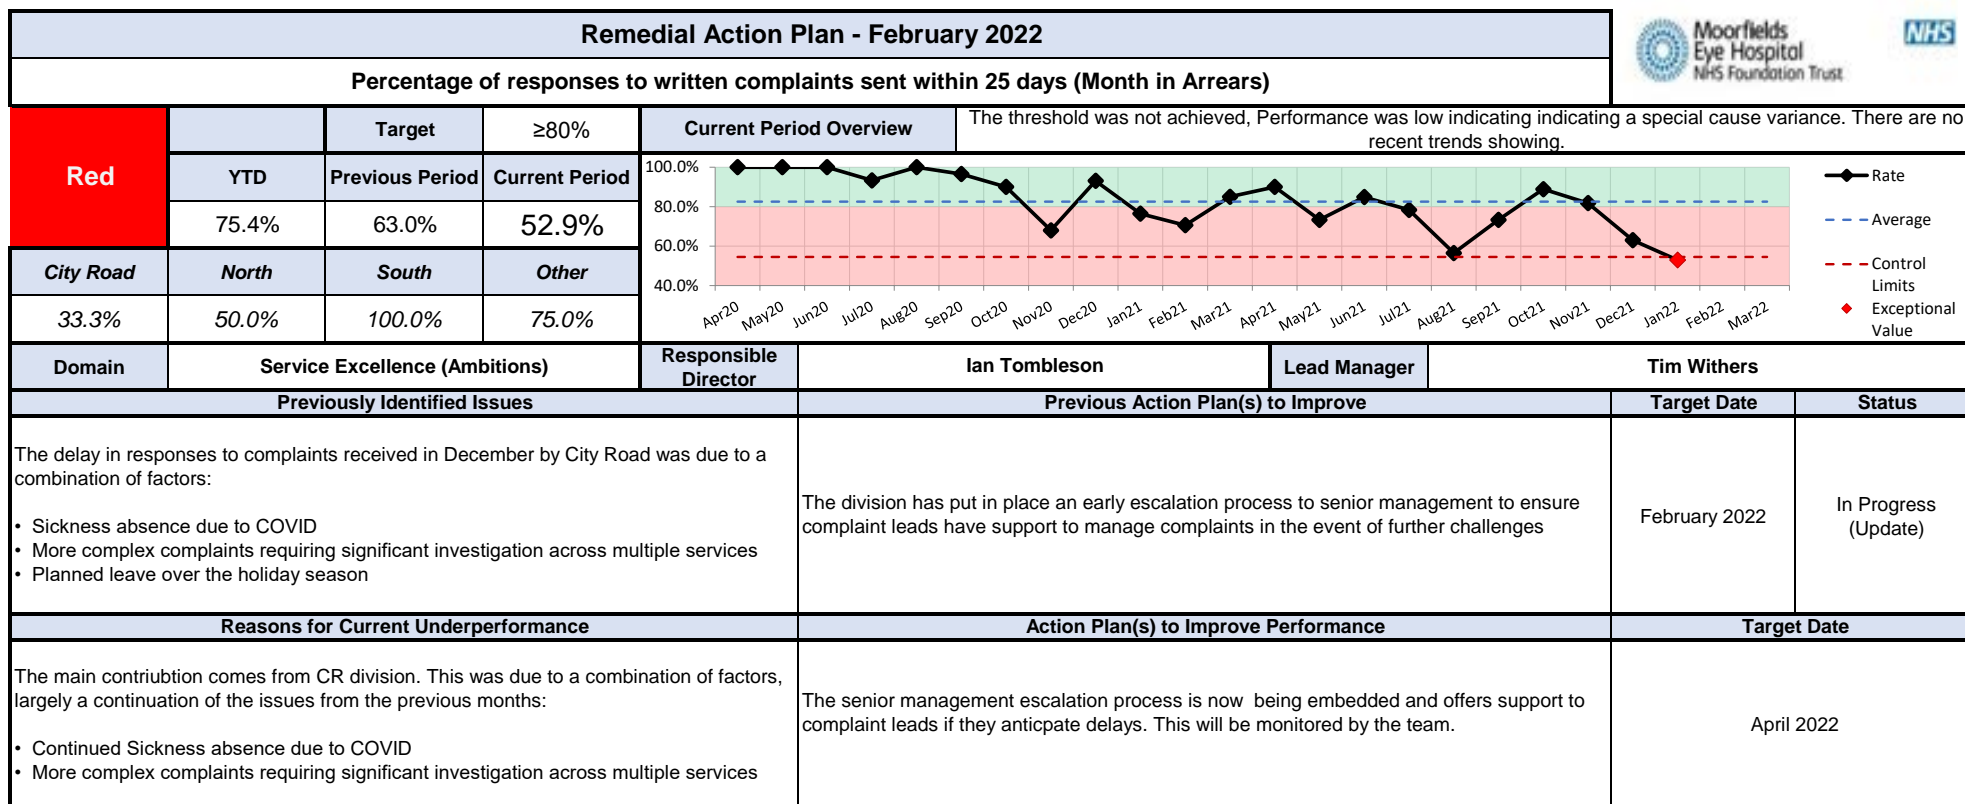 Remedial Action Plan - February 2022
Moorfields
Eye Hospital
NHS Foundation Trust
NHS
Percentage of responses to written complaints sent within 25 days (Month in Arrears)
Red
Target
≥80%
YTD
Previous Period
Current Period
75.4%
63.0%
52.9%
City Road
North
South
Other
33.3%
50.0%
100.0%
75.0%
Current Period Overview
The threshold was not achieved, Performance was low indicating indicating a special cause variance. There are no
recent trends showing.
100.0%
80.0%
60.0%
40.0%
Apr20 May20 Jun20 Jul20 Aug20 Sep20 Oct20 Nov20 Dec20 Jan21 Feb21 Mar21 Apr21 May21 Jun21 Jul21 Aug21 Sep21 Oct21 Nov21 Dec21 Jan22 Feb22 Mar22
Rate
Average
Control
Limits
Exceptional
Value
Domain
Service Excellence (Ambitions)
Responsible
Director
Ian Tombleson
Lead Manager
Tim Withers
Previously Identified Issues
Previous Action Plan(s) to Improve
Target Date
Status
The delay in responses to complaints received in December by City Road was due to a
combination of factors:
• Sickness absence due to COVID
• More complex complaints requiring significant investigation across multiple services
• Planned leave over the holiday season
The division has put in place an early escalation process to senior management to ensure
complaint leads have support to manage complaints in the event of further challenges
February 2022
In Progress
(Update)
Reasons for Current Underperformance
Action Plan(s) to Improve Performance
Target Date
The main contriubtion comes from CR division. This was due to a combination of factors,
largely a continuation of the issues from the previous months:
• Continued Sickness absence due to COVID
• More complex complaints requiring significant investigation across multiple services
The senior management escalation process is now  being embedded and offers support to
complaint leads if they anticpate delays. This will be monitored by the team.
April 2022